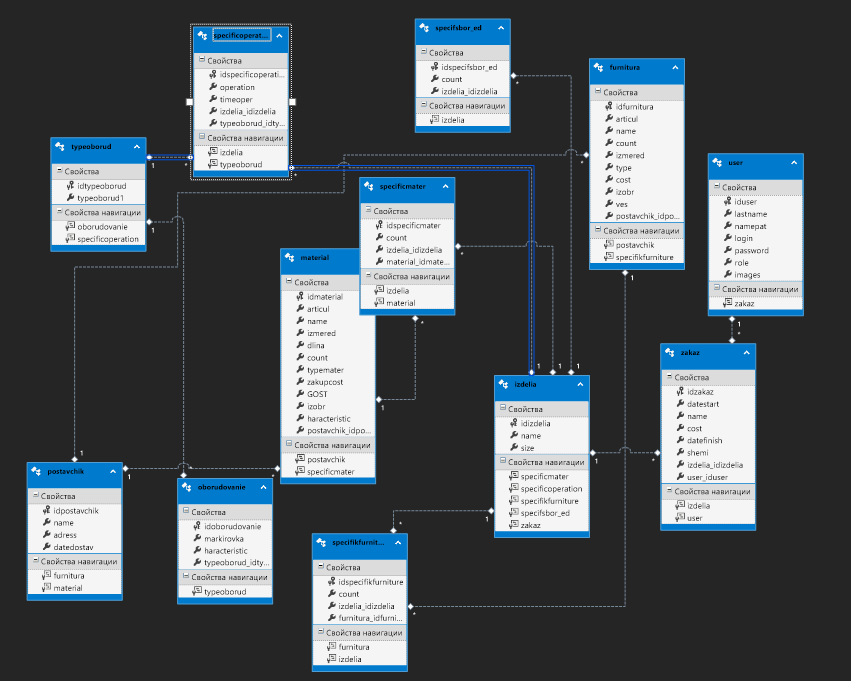 specificoperat...
Свойства
idspecificoperati...
operation
timeoper
izdelia_idizdelia
typeoborud_idty...
Свойства навигации
izdelia
typeoborud
specifsbor_ed
Свойства
idspecifsbor_ed
count
izdelia_idizdelia
Свойства навигации
izdelia
furnitura
Свойства
idfurnitura
articul
name
count
izmered
type
cost
izobr
ves
postavchik_idpo...
Свойства навигации
postavchik
specifikfurniture
typeoborud
Свойства
idtypeoborud
typeoborud1
Свойства навигации
oborudovanie
specificoperation
user
Свойства
iduser
lastname
namepat
login
password
role
images
Свойства навигации
zakaz
specificmater
Свойства
idspecificmater
count
izdelia_idizdelia
material_idmate...
Свойства навигации
izdelia
material
material
Свойства
idmaterial
articul
name
izmered
dlina
count
typemater
zakupcost
GOST
izobr
haracteristic
postavchik_idpo...
Свойства навигации
postavchik
specificmater
izdelia
Свойства
idizdelia
name
size
Свойства навигации
specificmater
specificoperation
specifikfurniture
specifsbor_ed
zakaz
zakaz
Свойства
idzakaz
datestart
name
cost
datefinish
shemi
izdelia_idizdelia
user_iduser
Свойства навигации
izdelia
user
postavchik
Свойства
idpostavchik
name
adress
datedostav
Свойства навигации
furnitura
material
oborudovanie
Свойства
idoborudovanie
markirovka
haracteristic
typeoborud_idty...
Свойства навигации
typeoborud
specifikfurnit...
Свойства
idspecifikfurniture
count
izdelia_idizdelia
furnitura_idfurni...
Свойства навигации
furnitura
izdelia